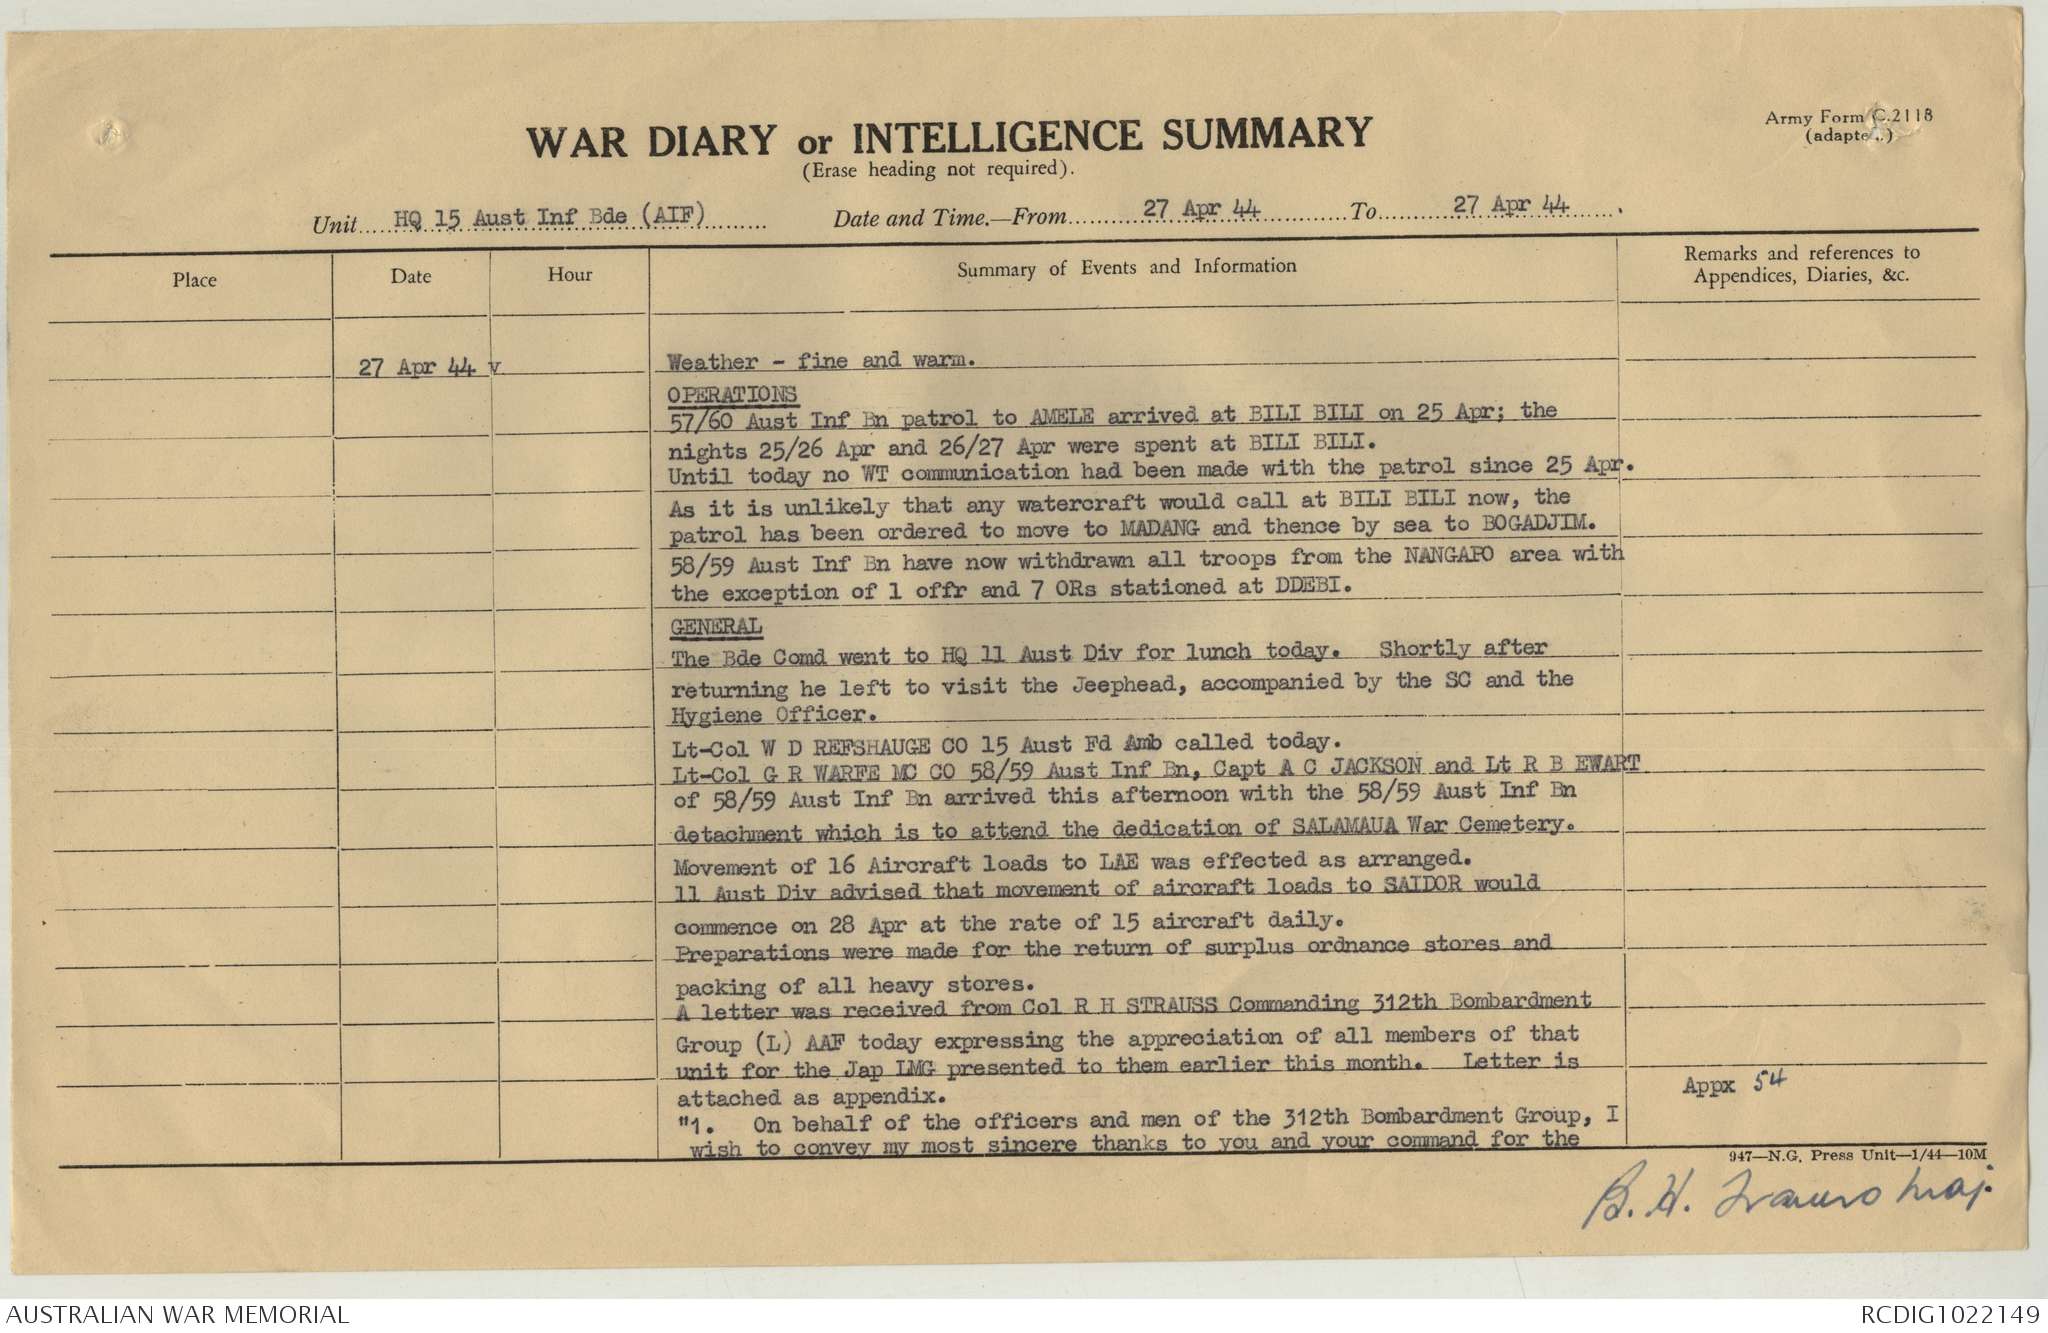 Army Form C.2118
(adapted)
WAR DIARY or INTELLIGENCE SUMMARY
(Erase heading not required).
Unit.....HQ 15 Aust Inf Bde (AIF)......... Date and Time.—From..........27 Apr 44............To..........27 Apr 44.......
Place Date Hour Summary of Events and Information Remarks and references to
Appendices, Diaries, &c.
27 Apr 44 v Weather - fine and warm.
OPERATIONS
57/60 Aust Inf Bn patrol to AMELE arrived at BILI BILI on 25 Apr; the
nights 25/26 Apr and 26/27 Apr were spent at BILI BILI.
Until today no WT communication had been made with the patrol since 25 Apr.
As it is unlikely that any watercraft would call at BILI BILI now, the
patrol has been ordered to move to MADANG and thence by sea to BOGADJIM.
58/59 Aust Inf Bn have now withdrawn all troops from the NANGAPO area with
the exception of 1 offr and 7 ORs stationed at DDEBI.
GENERAL
The Bde Comd went to HQ 11 Aust Div for lunch today. Shortly after
returning he left to visit the Jeephead, accompanied by the SC and the
Hygiene Officer.
Lt-Col W D REFSHAUGE CO 15 Aust Fd Amb called today.
Lt-Col G R WARFE MC CO 58/59 Aust Inf Bn, Capt A C JACKSON and Lt R B EWART
of 58/59 Aust Inf Bn arrived this afternoon with the 58/59 Aust Inf Bn
detachment which is to attend the dedication of SALAMAUA War Cemetery.
Movement of 16 Aircraft loads to LAE was effected as arranged.
11 Aust Div advised that movement of aircraft loads to SAIDOR would
commence on 28 Apr at the rate of 15 aircraft daily.
Preparations were made for the return of surplus ordnance stores and
packing of all heavy stores.
A letter was received from Col R H STRAUSS Commanding 312th Bombardment
Group (L) AAF today expressing the appreciation of all members of that
unit for the Jap LMG presented to them earlier this month. Letter is
attached as appendix. Appx 54
"1. On behalf of the officers and men of the 312th Bombardment Group, I
wish to convey my most sincere thanks to you and your command for the
947—N.G. Press Unit—1/44—10M
B. H. Travers Maj.
AUSTRALIAN WAR MEMORIAL RCDIG1022149